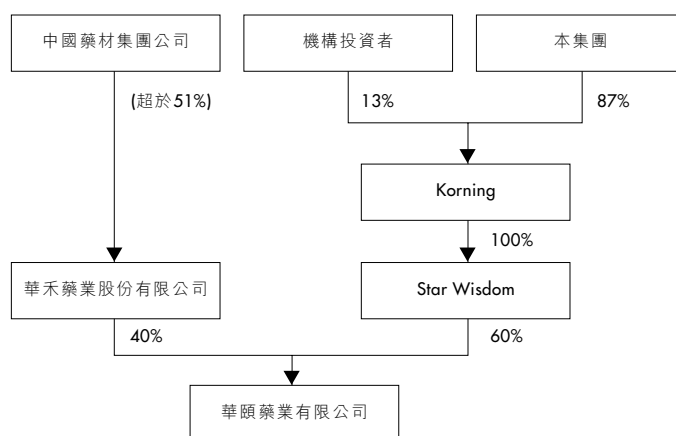 中國藥材集團公司
機構投資者
本集團
(超於51%)
13%
87%
Korning
100%
華禾藥業股份有限公司
Star Wisdom
40%
60%
華頤藥業有限公司